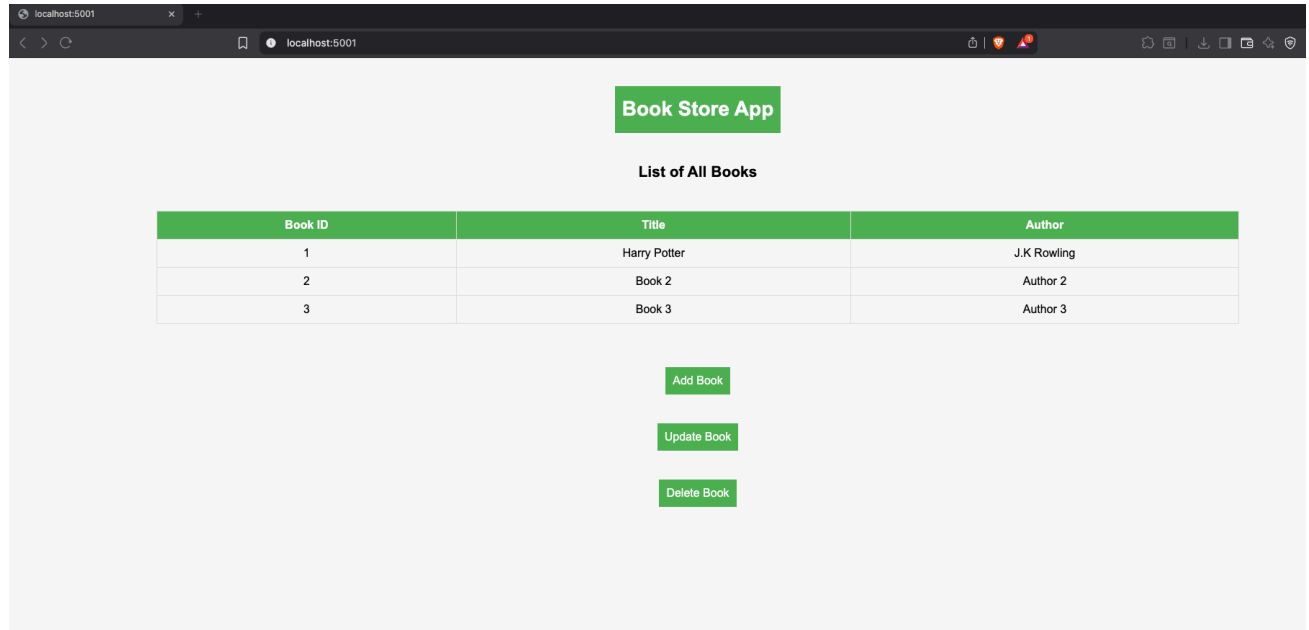 localhost:5001
localhost:5001
1
Book Store App
List of All Books
Book ID Title Author
1 Harry Potter J.K Rowling
2 Book 2 Author 2
3 Book 3 Author 3
Add Book
Update Book
Delete Book